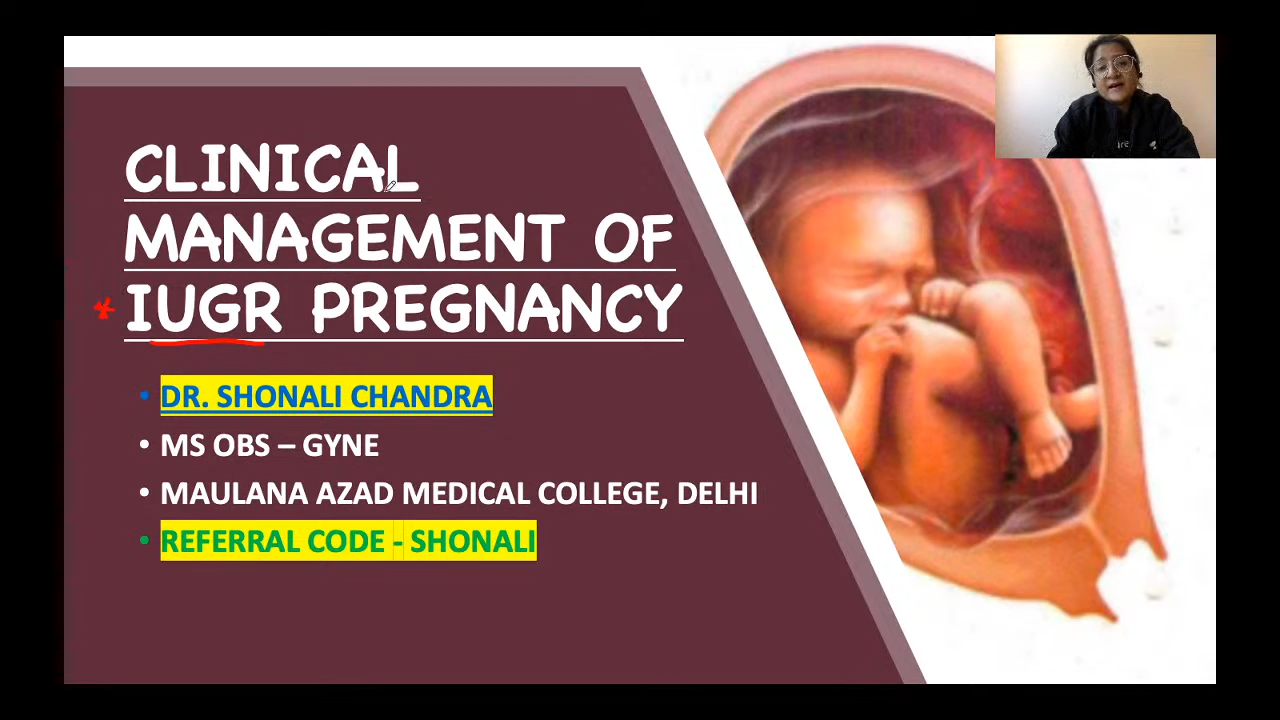 CLINICAL
MANAGEMENT OF
* IUGR PREGNANCY
• DR. SHONALI CHANDRA
• MS OBS – GYNE
• MAULANA AZAD MEDICAL COLLEGE, DELHI
• REFERRAL CODE - SHONALI